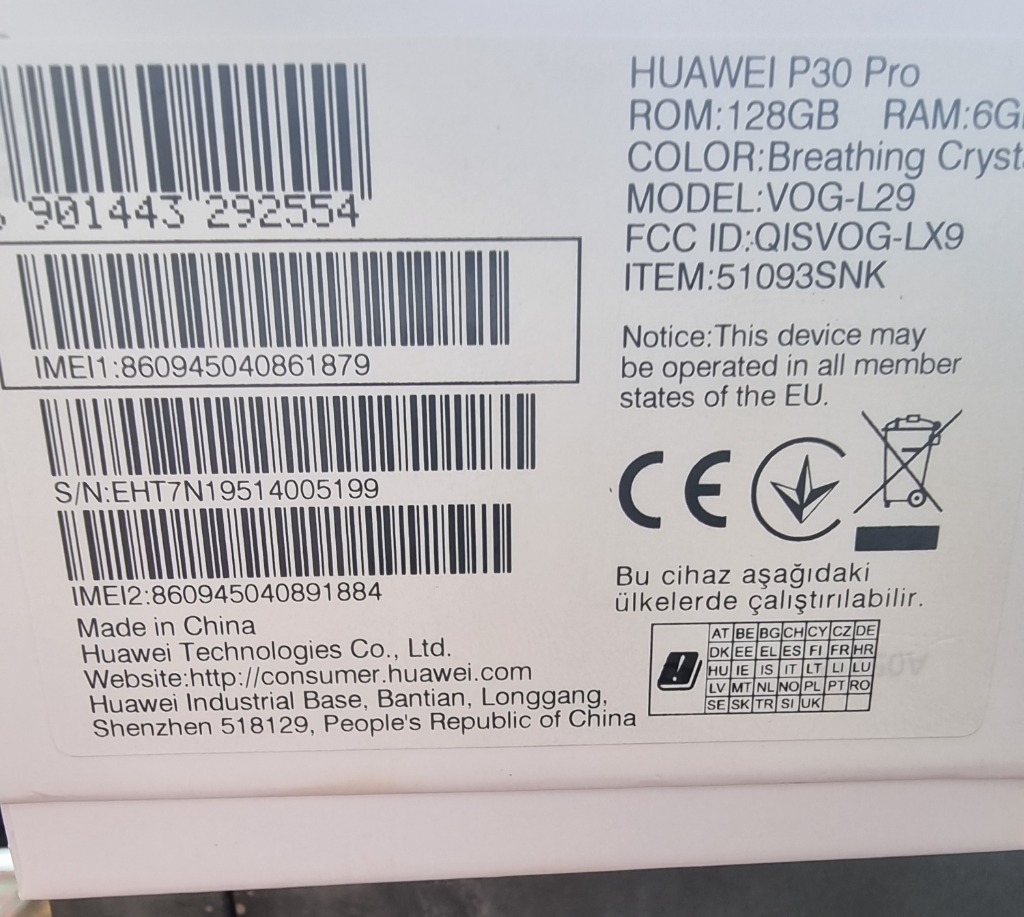 901443 292554
IMEI1:860945040861879
S/N:EHT7N19514005199
IMEI2:860945040891884
Made in China
Huawei Technologies Co., Ltd.
Website:http://consumer.huawei.com
Huawei Industrial Base, Bantian, Longgang,
Shenzhen 518129, People's Republic of China
HUAWEI P30 Pro
ROM:128GB RAM:6G
COLOR:Breathing Cryst
MODEL:VOG-L29
FCC ID:QISVOG-LX9
ITEM:51093SNK
Notice:This device may
be operated in all member
states of the EU.
CE
Bu cihaz aşağıdaki
ülkelerde çalıştırılabilir.
AT BE BG CH CY CZ DE
DK EE EL ES FI FR HR
HU IE IS IT LT LI LU
LV MT NL NO PL PT RO
SE SK TR SI UK